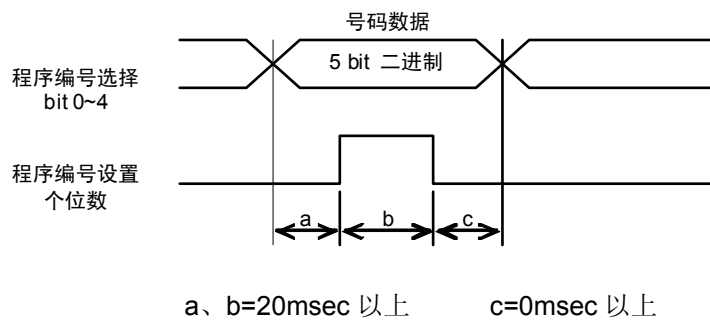 号码数据
5 bit 二进制
程序编号选择
bit 0~4
程序编号设置
个位数
a
b
c
a、b=20msec 以上 c=0msec 以上